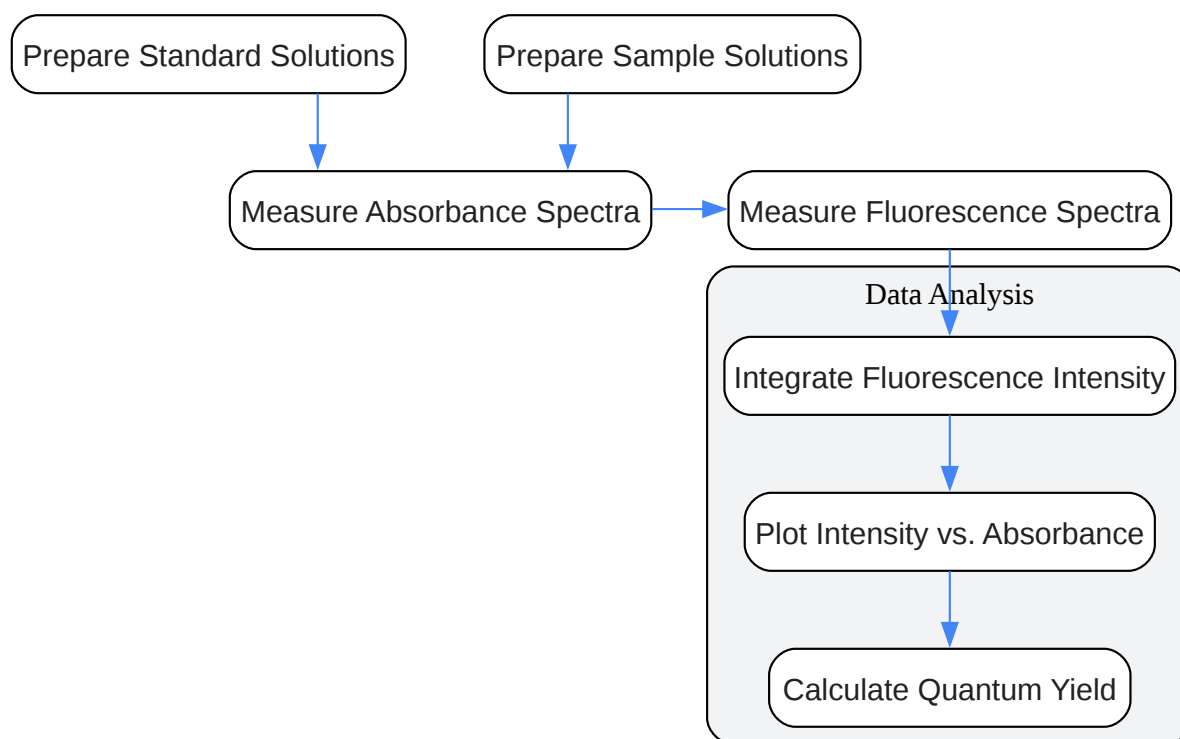 Prepare Standard Solutions
Prepare Sample Solutions
Measure Absorbance Spectra
Measure Fluorescence Spectra
Data Analysis
Integrate Fluorescence Intensity
Plot Intensity vs. Absorbance
Calculate Quantum Yield